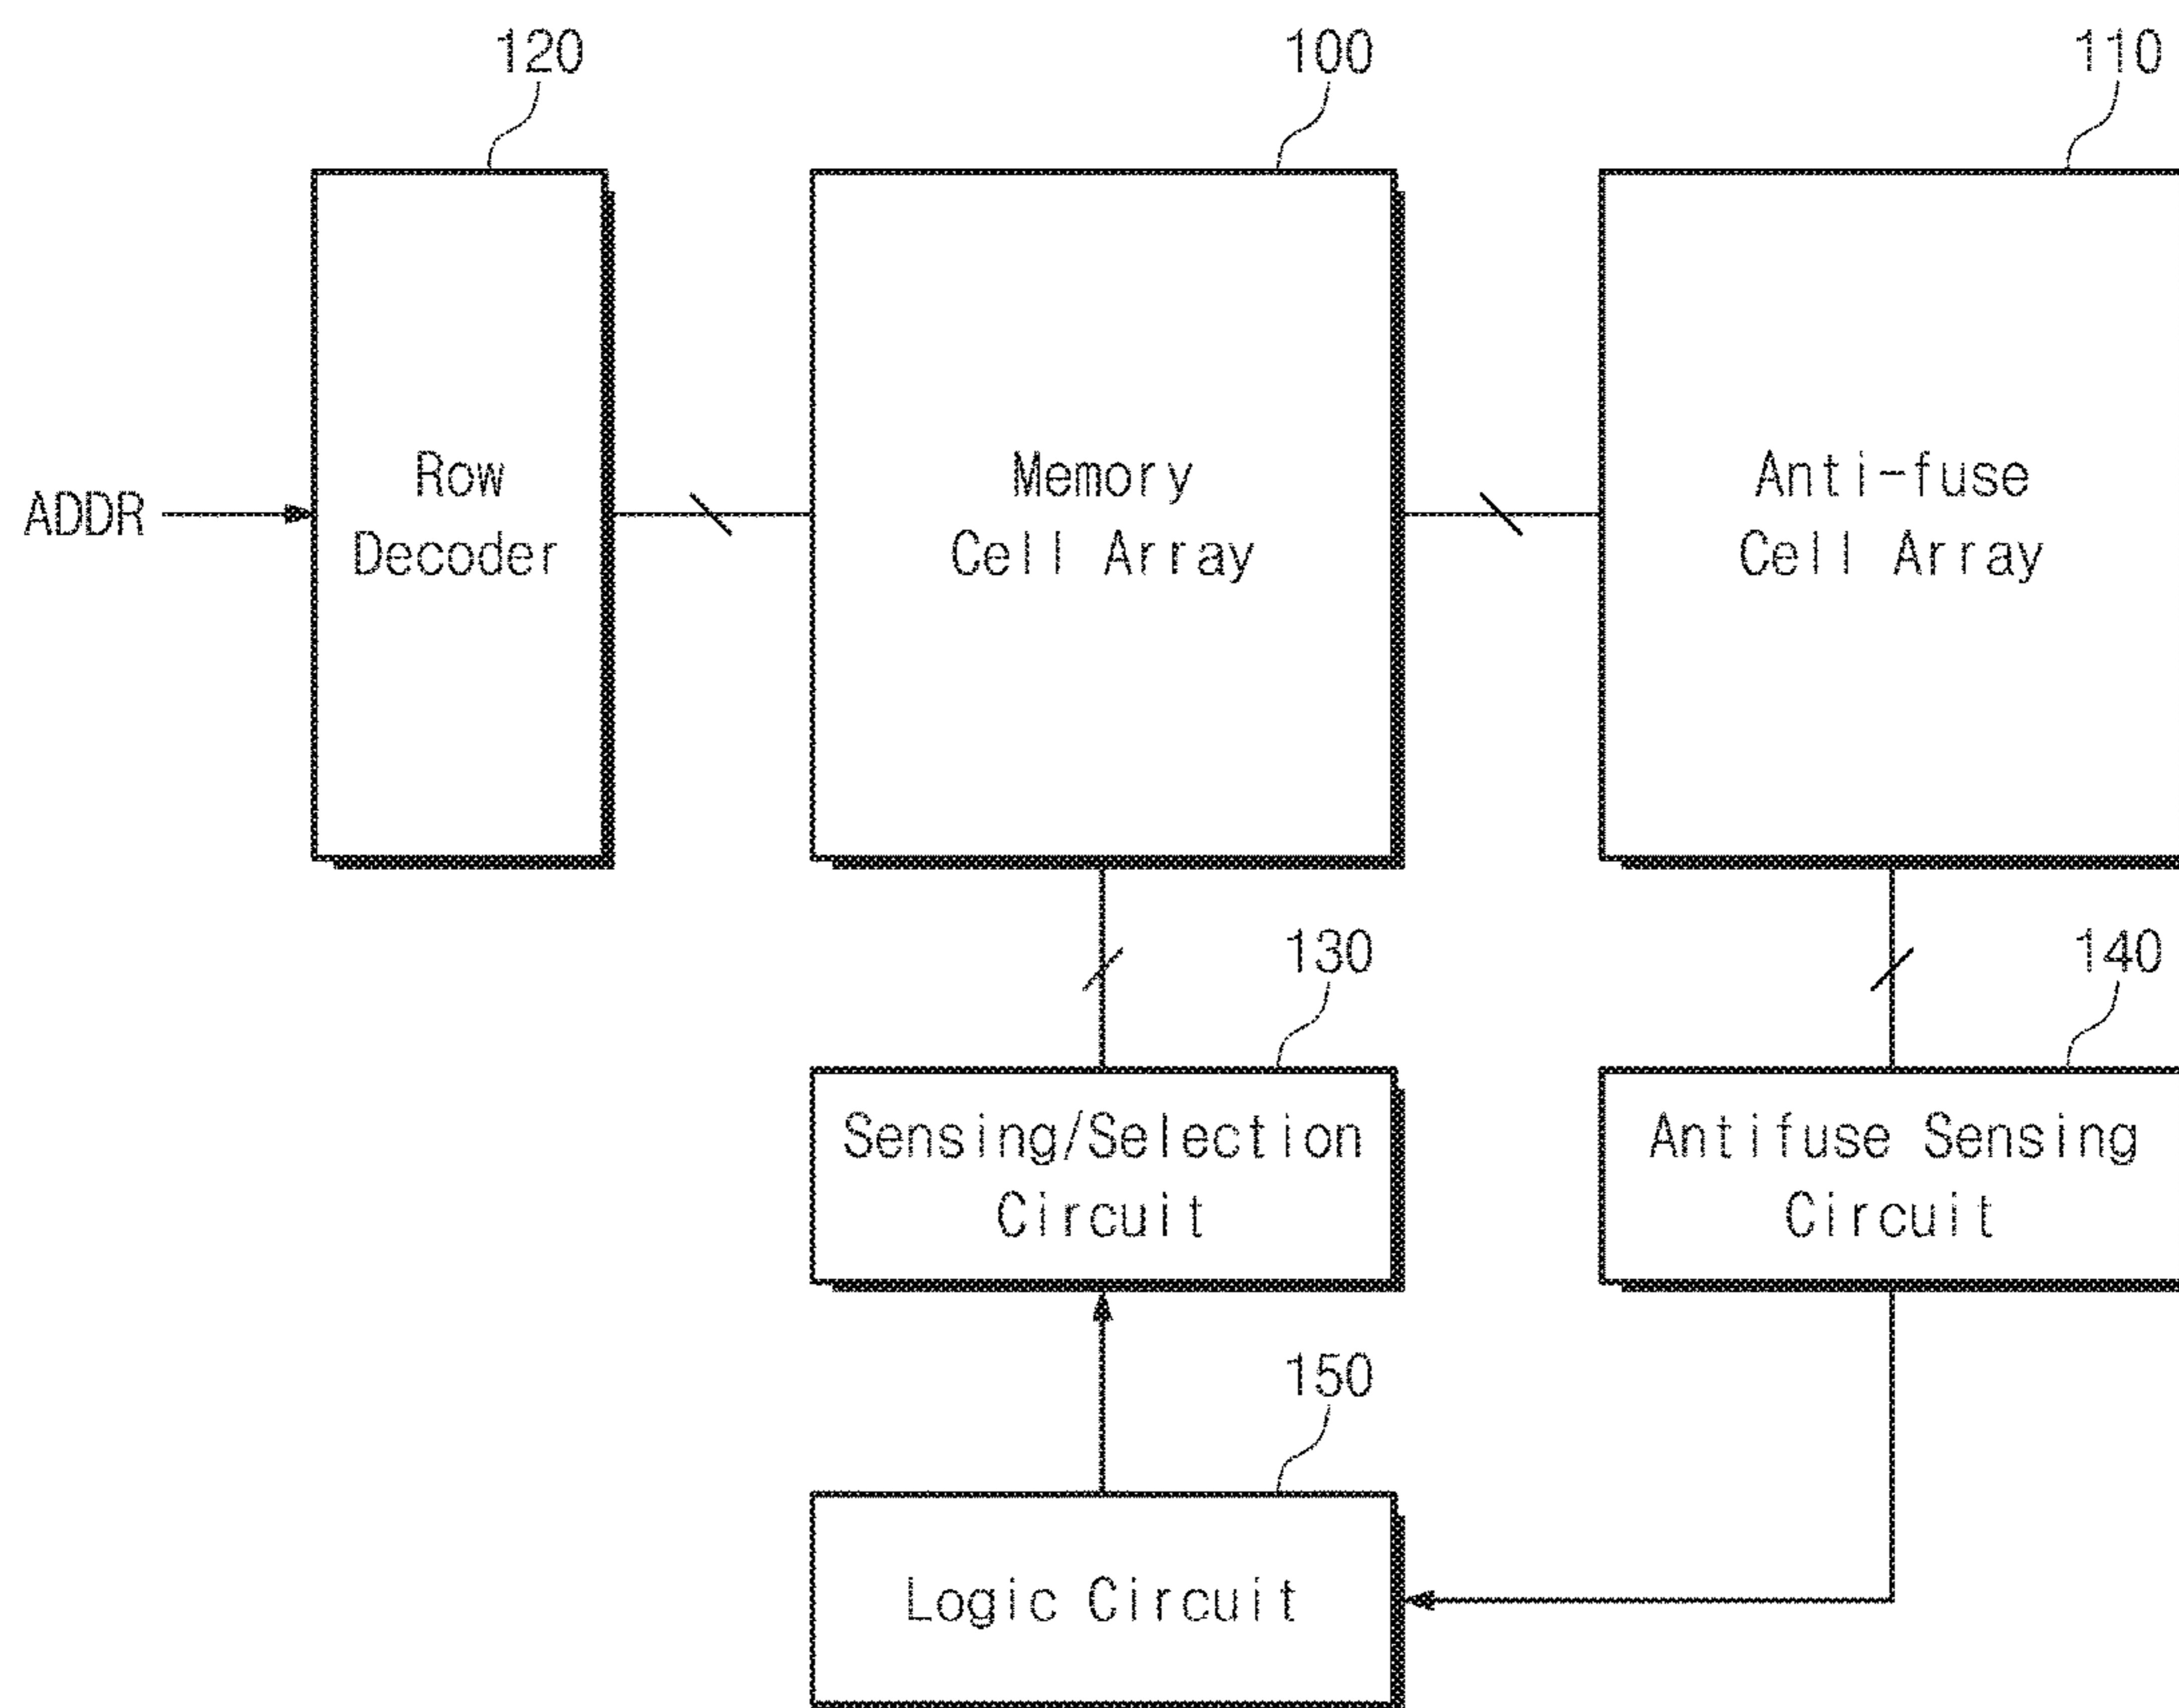 120
100
110
ADDR
Row
Decoder
Memory
Cell Array
Anti-fuse
Cell Array
130
140
Sensing/Selection
Circuit
Antifuse Sensing
Circuit
150
Logic Circuit